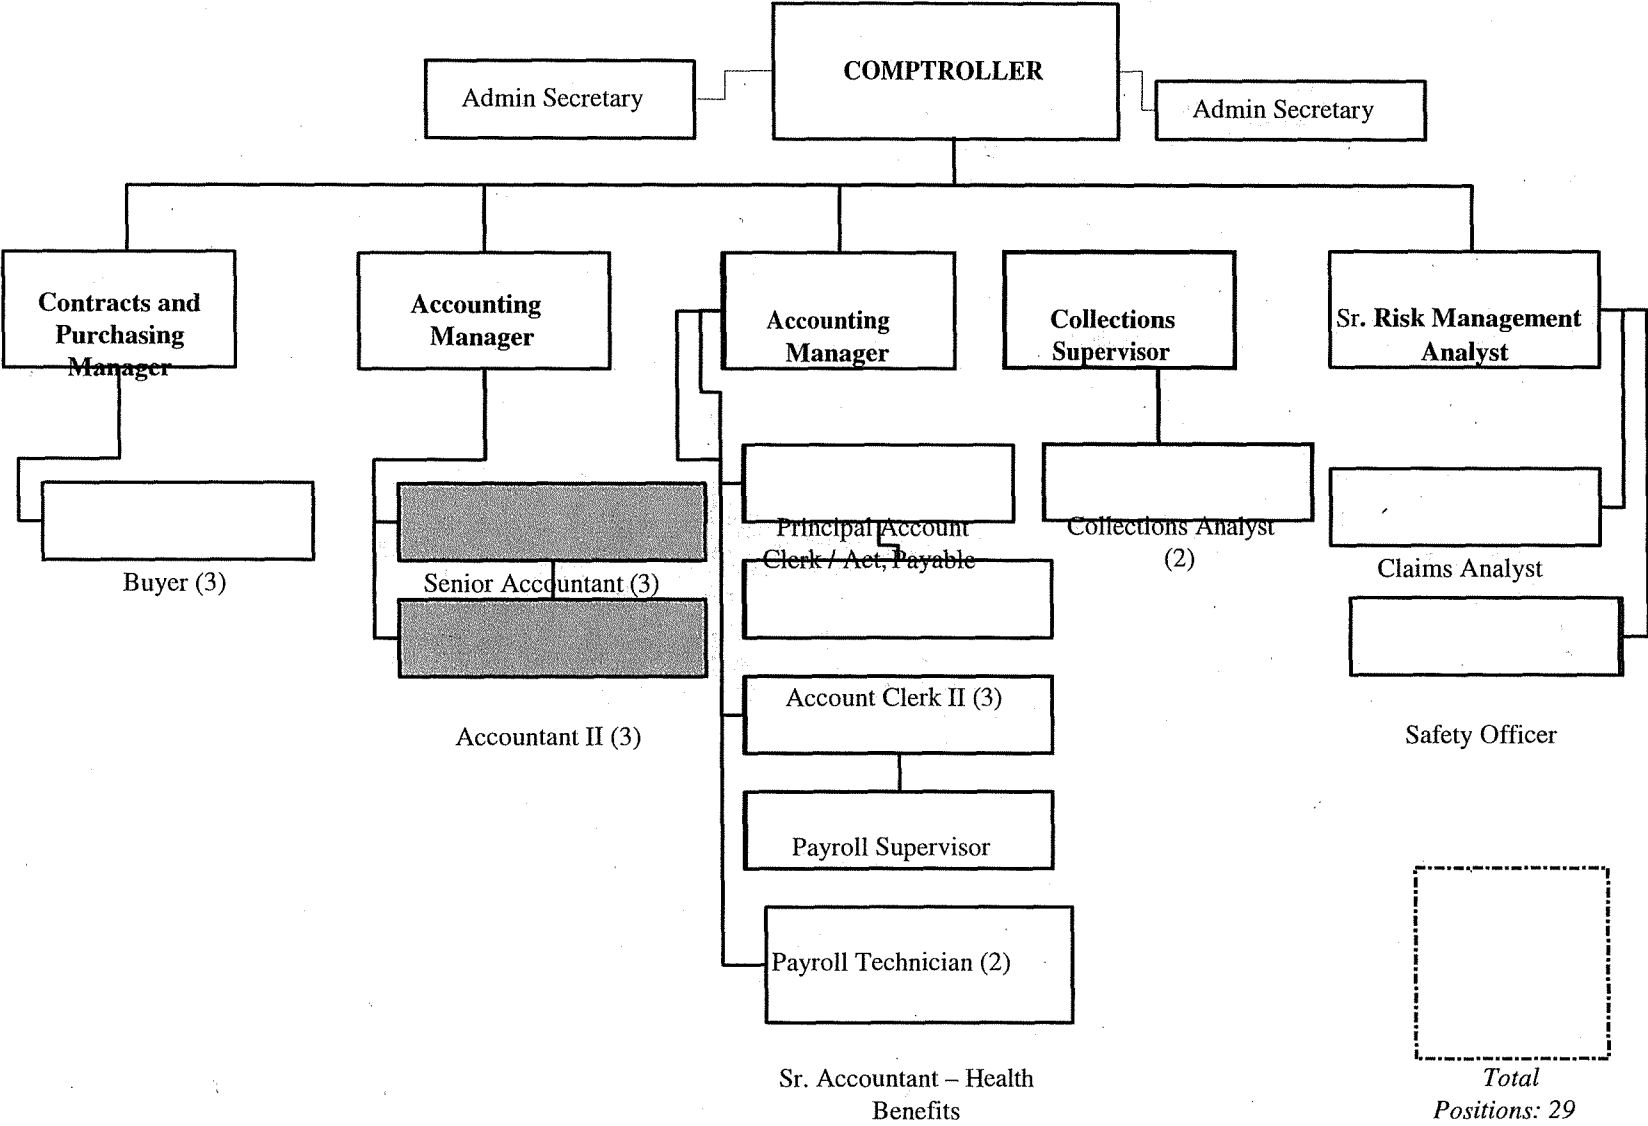 COMPTROLLER
Admin Secretary
Admin Secretary
Contracts and
Purchasing
Manager
Accounting
Manager
Accounting
Manager
Collections
Supervisor
Sr. Risk Management
Analyst
Buyer (3)
Senior Accountant (3)
Accountant II (3)
Principal Account
Clerk / Act, Payable
Account Clerk II (3)
Payroll Supervisor
Payroll Technician (2)
Sr. Accountant – Health
Benefits
Collections Analyst
(2)
Claims Analyst
Safety Officer
Total
Positions: 29